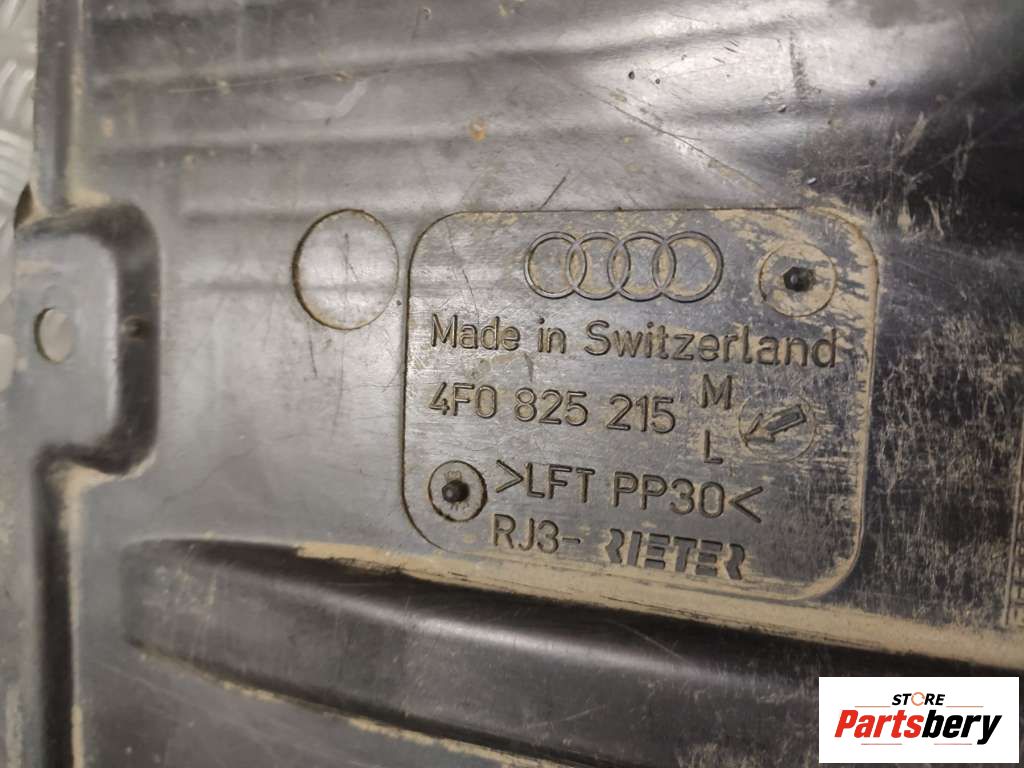 Made in Switzerland
4F0 825 215 M
L
>LFT PP30<
RJ3- RIETER
STORE
Partsbery